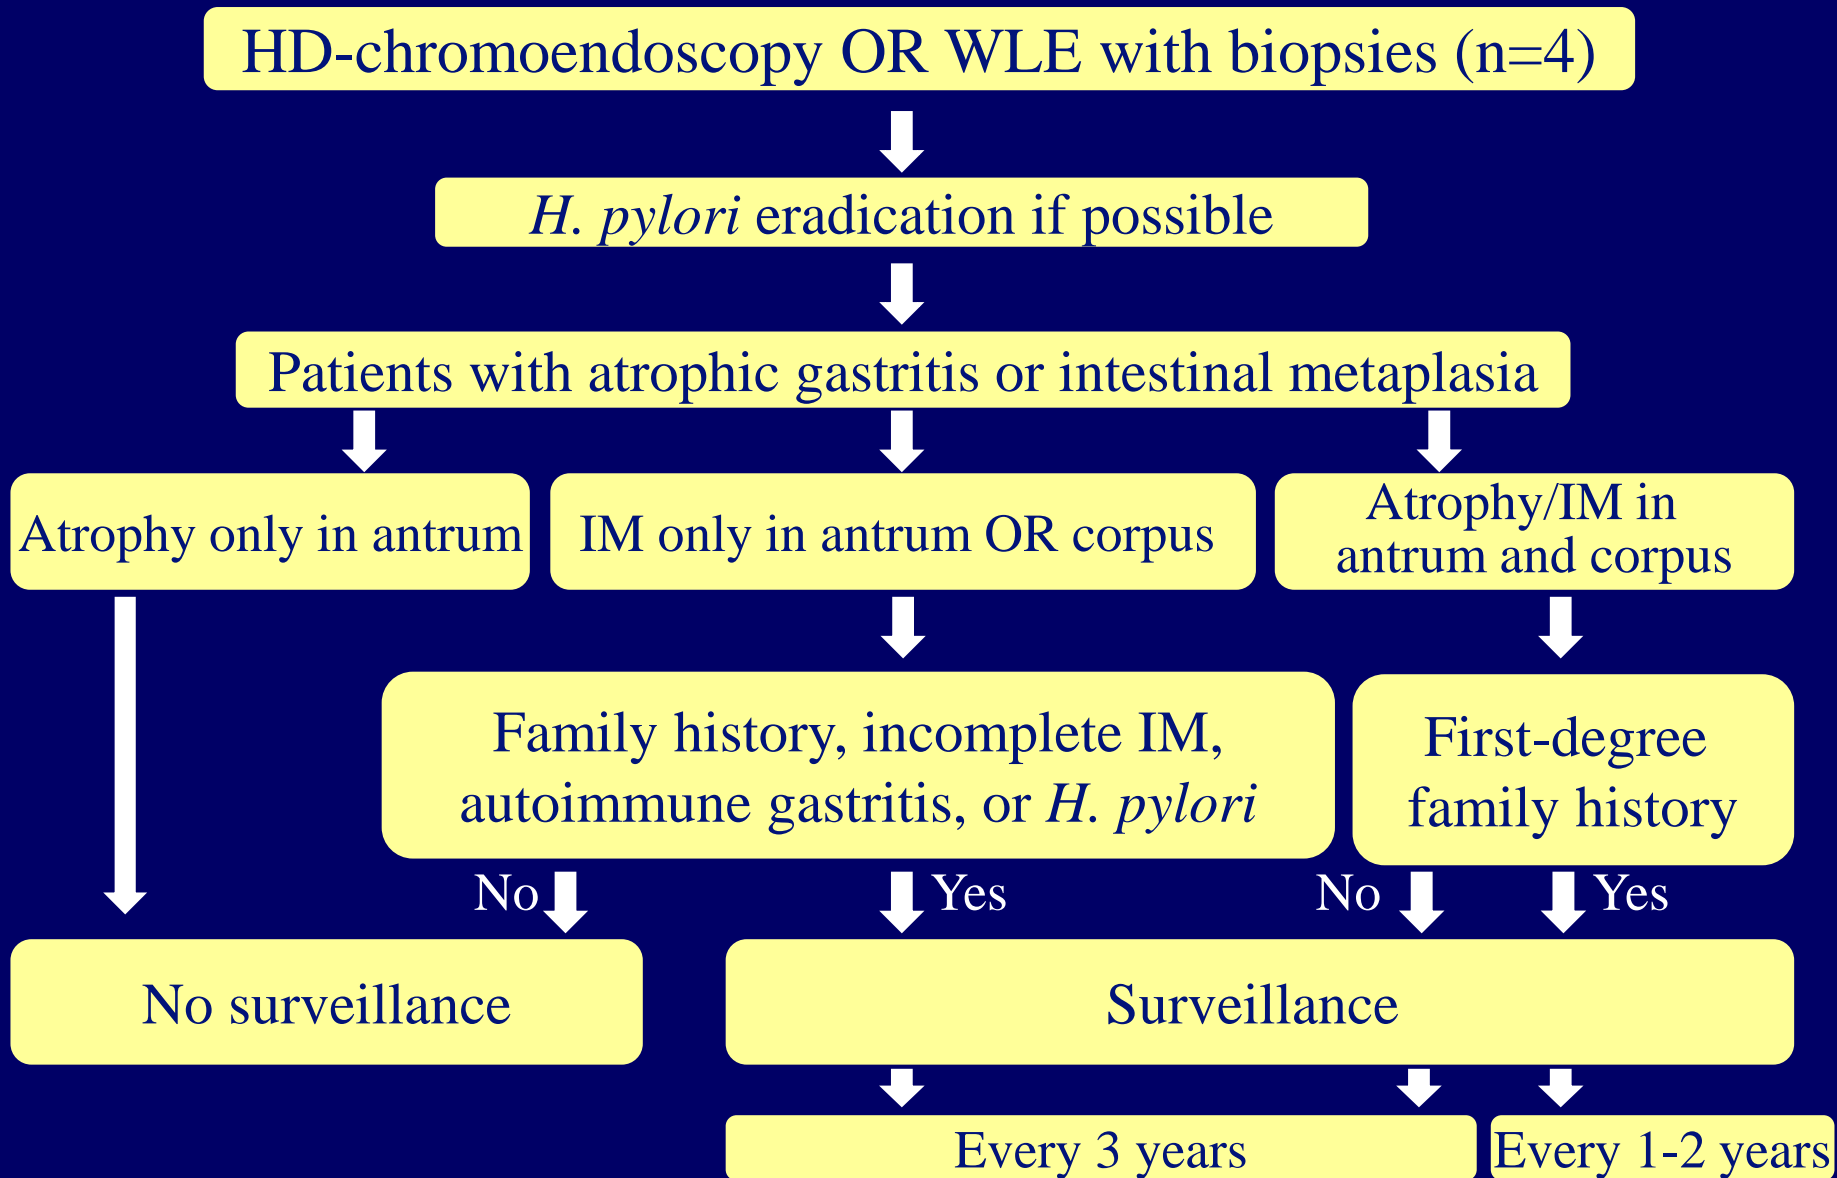 HD-chromoendoscopy OR WLE with biopsies (n=4)
H. pylori eradication if possible
Patients with atrophic gastritis or intestinal metaplasia
Atrophy only in antrum
IM only in antrum OR corpus
Atrophy/IM in
antrum and corpus
Family history, incomplete IM,
autoimmune gastritis, or H. pylori
First-degree
family history
No
Yes
No
Yes
No surveillance
Surveillance
Every 3 years
Every 1-2 years